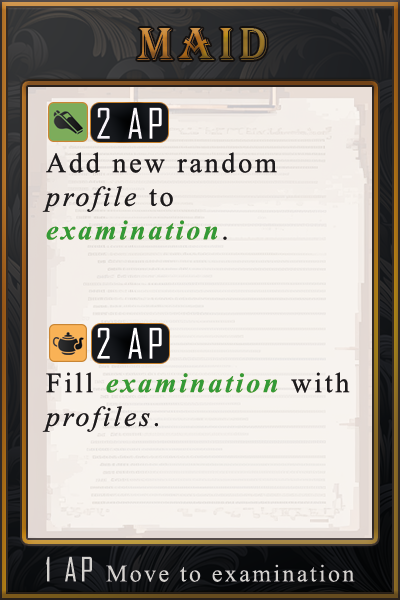 MAID
2 AP
Add new random
profile to
examination.
2 AP
Fill examination with
profiles.
1 AP Move to examination